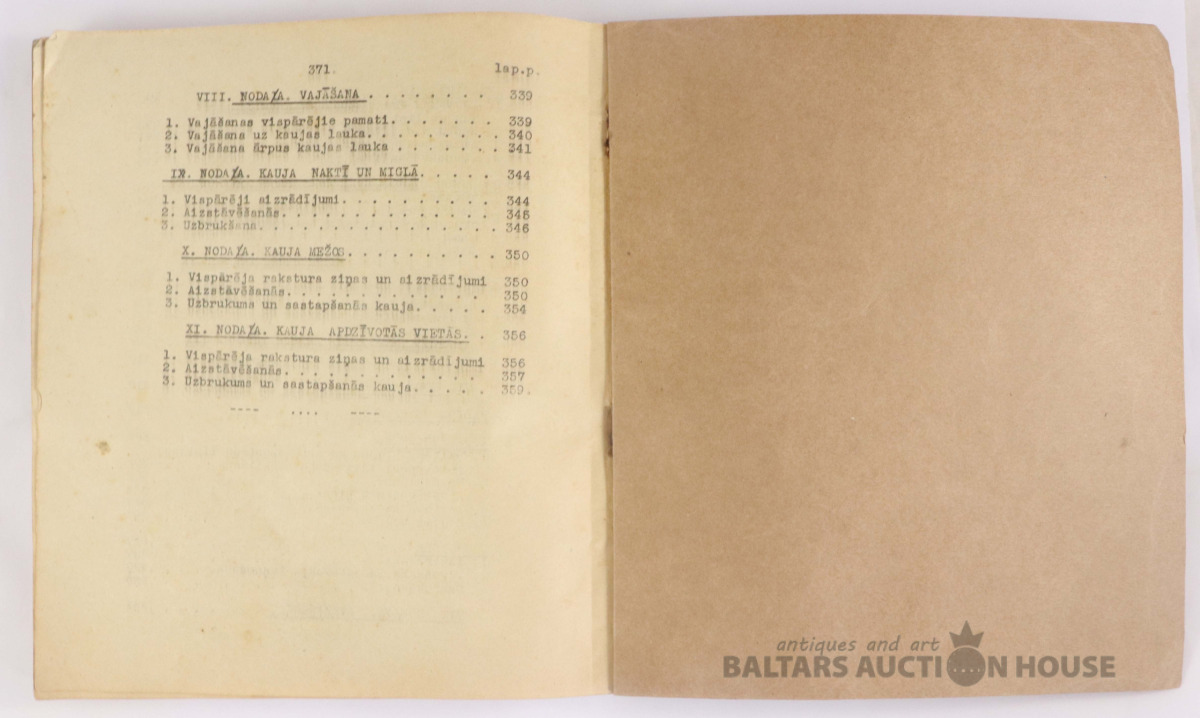 371. lap.p.
VIII. NODAĻA. VAJĀŠANA . . . . . . . . 339
1. Vajāšanas vispārējie pamati. . . . . . . 339
2. Vajāšana uz kaujas lauka. . . . . . . . . 340
3. Vajāšana ārpus kaujas lauka . . . . . . . 341
IX. NODAĻA. KAUJA NAKTĪ UN MIGLĀ. . . . . 344
1. Vispārēji aizrādījumi. . . . . . . . . . 344
2. Aizstāvēšanās. . . . . . . . . . . . . . 345
3. Uzbrukšana. . . . . . . . . . . . . . . . 346
X. NODAĻA. KAUJA MEŽOS. . . . . . . . . . 350
1. Vispārēja rakstura ziņas un aizrādījumi 350
2. Aizstāvēšanās. . . . . . . . . . . . . 350
3. Uzbrukums un sastapšanās kauja. . . . . 354
XI. NODAĻA. KAUJA APDZĪVOTĀS VIETĀS. . 356
1. Vispārēja rakstura ziņas un aizrādījumi 356
2. Aizstāvēšanās. . . . . . . . . . . . . 357
3. Uzbrukums un sastapšanās kauja. . . . . 359.
---- .... ----
antiques and art
BALTARS AUCTION HOUSE